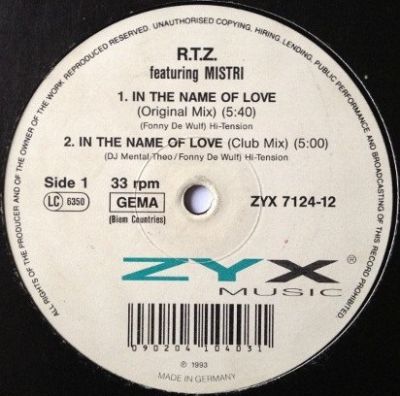 ALL RIGHTS OF THE PRODUCER AND OF THE OWNER OF THE WORK REPRODUCED RESERVED. UNAUTHORISED COPYING, HIRING, LENDING, PUBLIC PERFORMANCE AND BROADCASTING OF THIS RECORD PROHIBITED.
R.T.Z.
featuring MISTRI
1. IN THE NAME OF LOVE
(Original Mix) (5:40)
(Fonny De Wulf) Hi-Tension
2. IN THE NAME OF LOVE (Club Mix) (5:00)
(DJ Mental Theo/Fonny De Wulf) Hi-Tension
Side 1 33 rpm
LC 6350 GEMA ZYX 7124-12
(Biem Countries)
ZYX ®
MUSIC
090204 104031
℗ 1993
MADE IN GERMANY